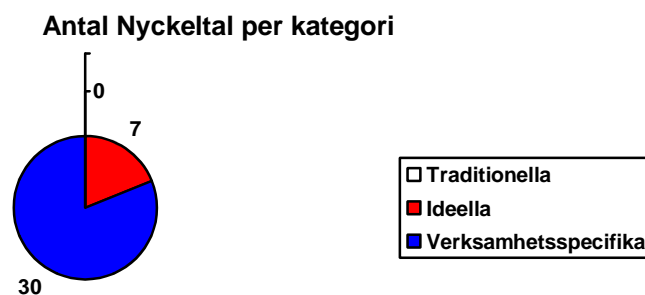 Antal Nyckeltal per kategori
0
7
30
Traditionella
Ideella
Verksamhetsspecifika